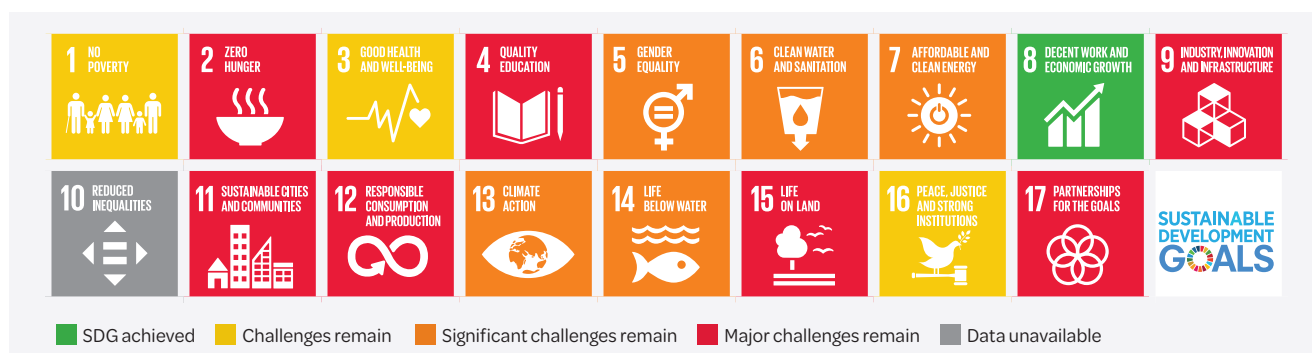 1 NO
POVERTY
2 ZERO
HUNGER
3 GOOD HEALTH
AND WELL-BEING
4 QUALITY
EDUCATION
5 GENDER
EQUALITY
6 CLEAN WATER
AND SANITATION
7 AFFORDABLE AND
CLEAN ENERGY
8 DECENT WORK AND
ECONOMIC GROWTH
9 INDUSTRY, INNOVATION
AND INFRASTRUCTURE
10 REDUCED
INEQUALITIES
11 SUSTAINABLE CITIES
AND COMMUNITIES
12 RESPONSIBLE
CONSUMPTION
AND PRODUCTION
13 CLIMATE
ACTION
14 LIFE
BELOW WATER
15 LIFE
ON LAND
16 PEACE, JUSTICE
AND STRONG
INSTITUTIONS
17 PARTNERSHIPS
FOR THE GOALS
SUSTAINABLE
DEVELOPMENT
GOALS
SDG achieved Challenges remain Significant challenges remain Major challenges remain Data unavailable